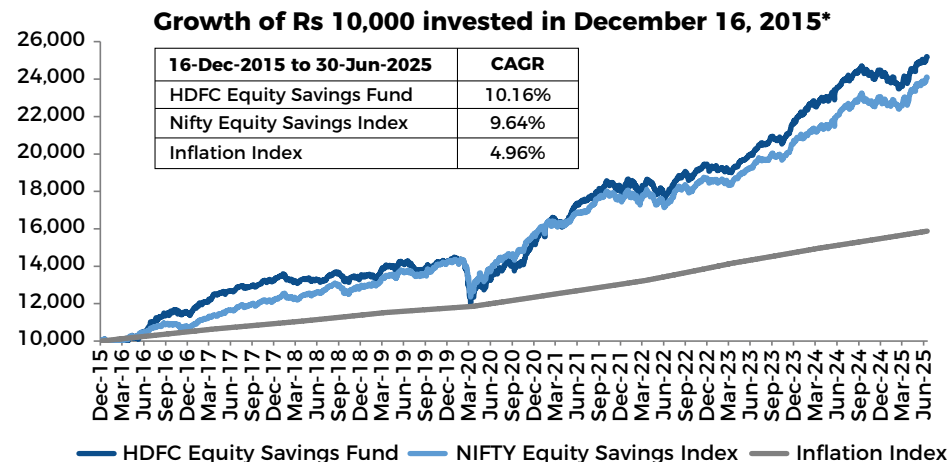 Growth of Rs 10,000 invested in December 16, 2015*
26,000
24,000
22,000
20,000
18,000
16,000
14,000
12,000
10,000
16-Dec-2015 to 30-Jun-2025 CAGR
HDFC Equity Savings Fund 10.16%
Nifty Equity Savings Index 9.64%
Inflation Index 4.96%
Dec-15
Mar-16
Jun-16
Sep-16
Dec-16
Mar-17
Jun-17
Sep-17
Dec-17
Mar-18
Jun-18
Sep-18
Dec-18
Mar-19
Jun-19
Sep-19
Dec-19
Mar-20
Jun-20
Sep-20
Dec-20
Mar-21
Jun-21
Sep-21
Dec-21
Mar-22
Jun-22
Sep-22
Dec-22
Mar-23
Jun-23
Sep-23
Dec-23
Mar-24
Jun-24
Sep-24
Dec-24
Mar-25
Jun-25
HDFC Equity Savings Fund NIFTY Equity Savings Index Inflation Index